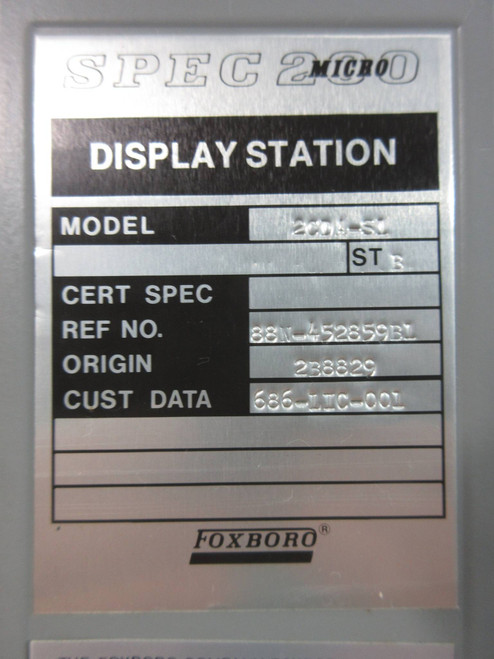 SPEC 200
MICRO
DISPLAY STATION
MODEL
ST B
CERT SPEC
REF NO. 88N-452859BL
ORIGIN 2B8829
CUST DATA 686-LIC-001
FOXBORO®